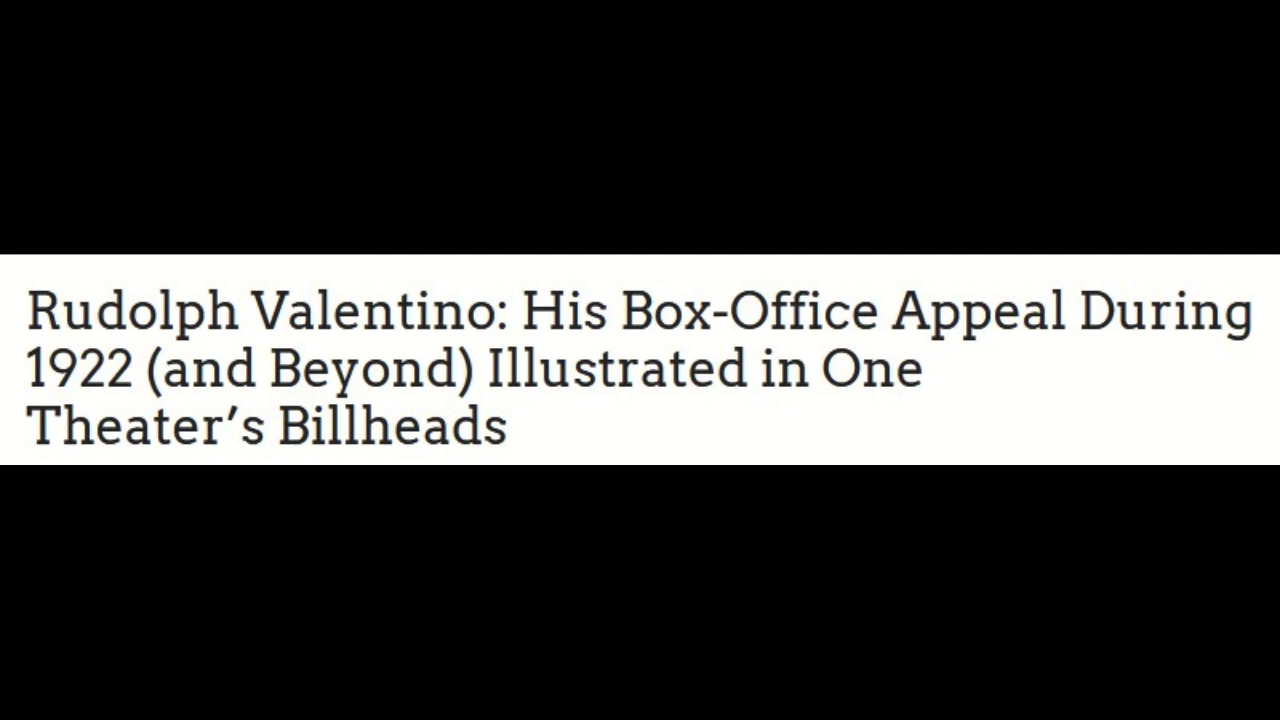 Rudolph Valentino: His Box-Office Appeal During
1922 (and Beyond) Illustrated in One
Theater’s Billheads